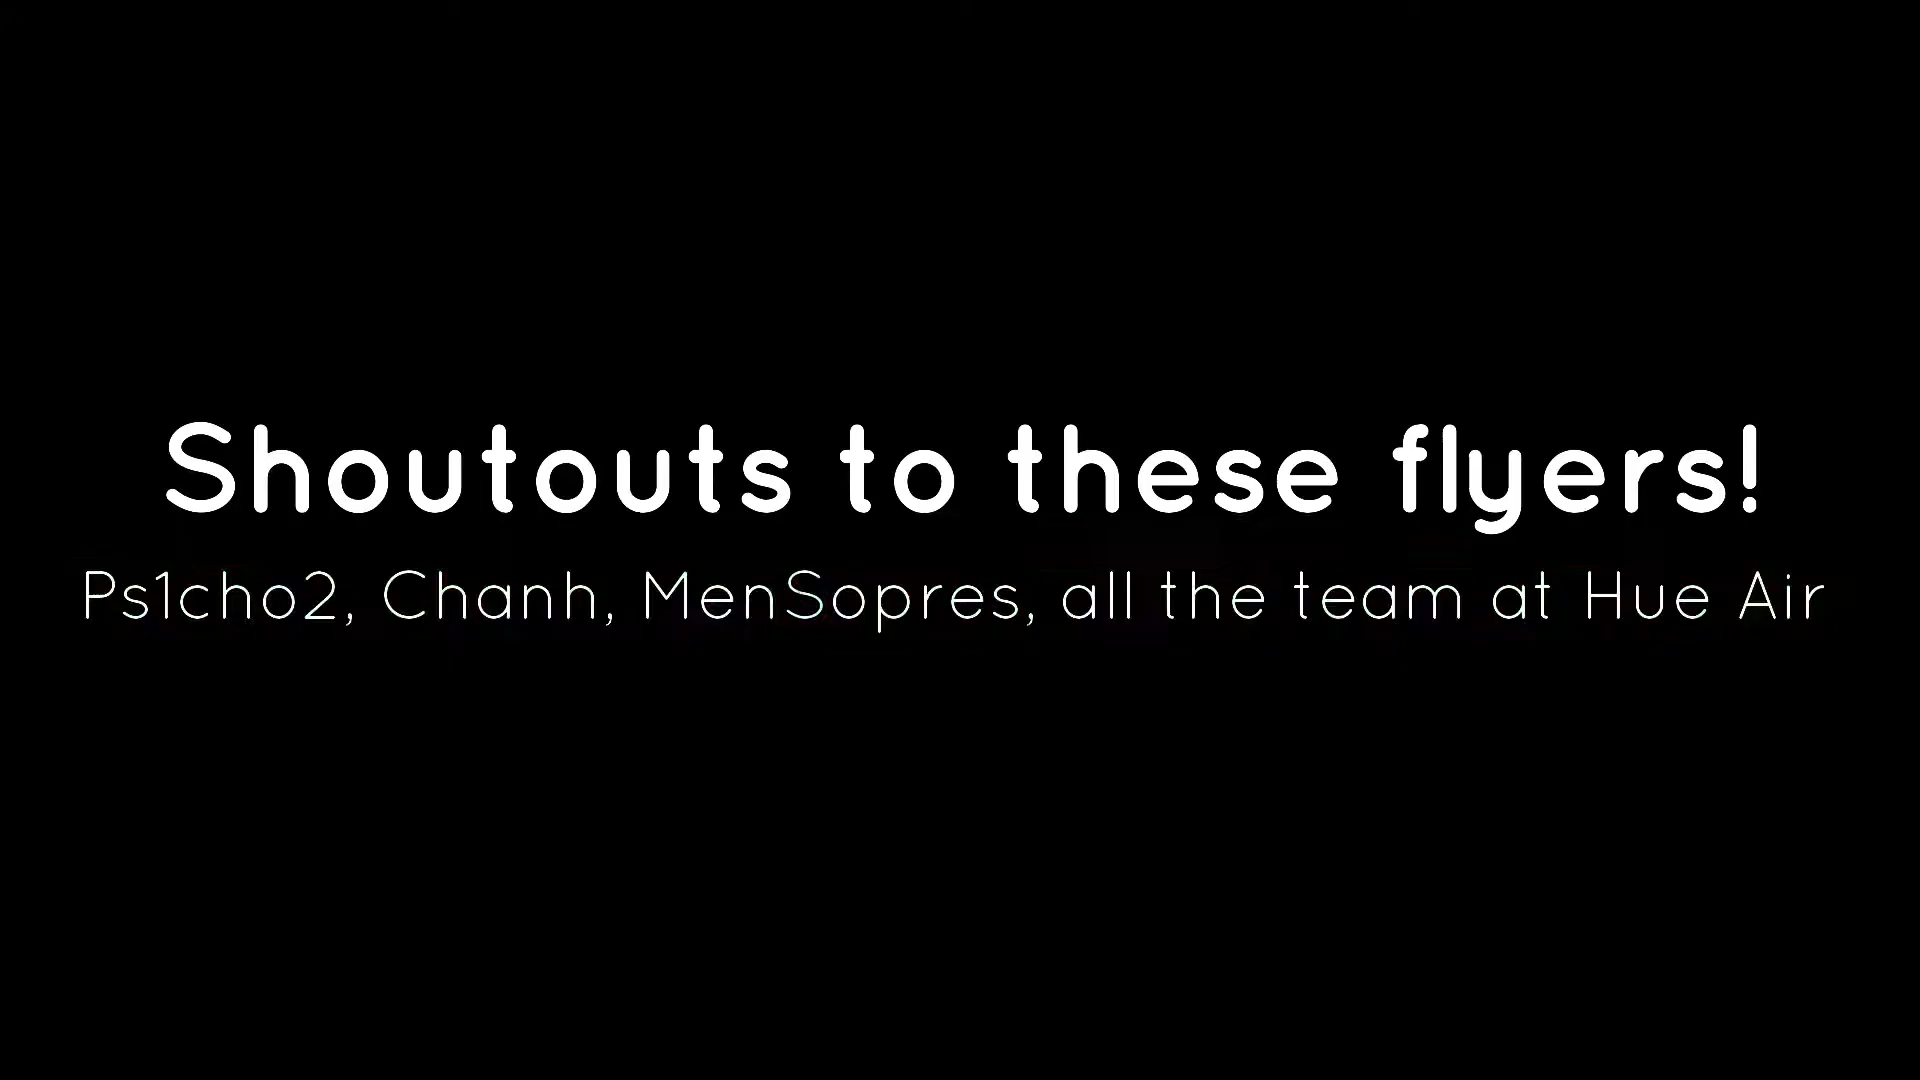 Shoutouts to these flyers!
Ps1cho2, Chanh, MenSopres, all the team at Hue Air